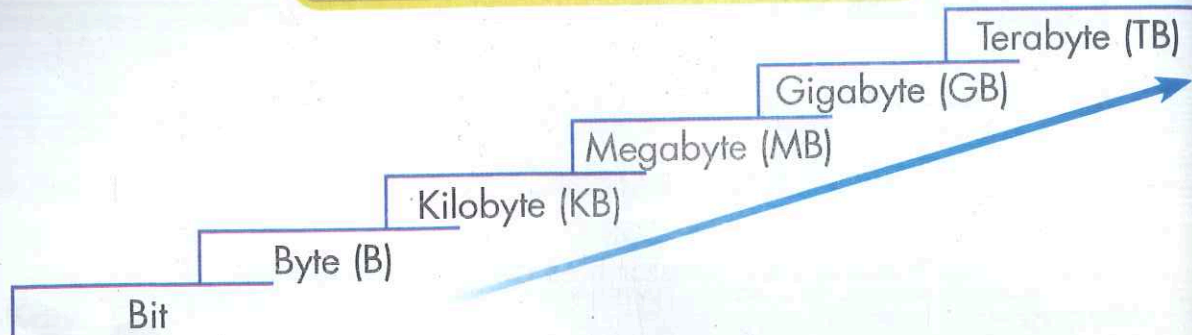 Terabyte (TB)
Gigabyte (GB)
Megabyte (MB)
Kilobyte (KB)
Byte (B)
Bit